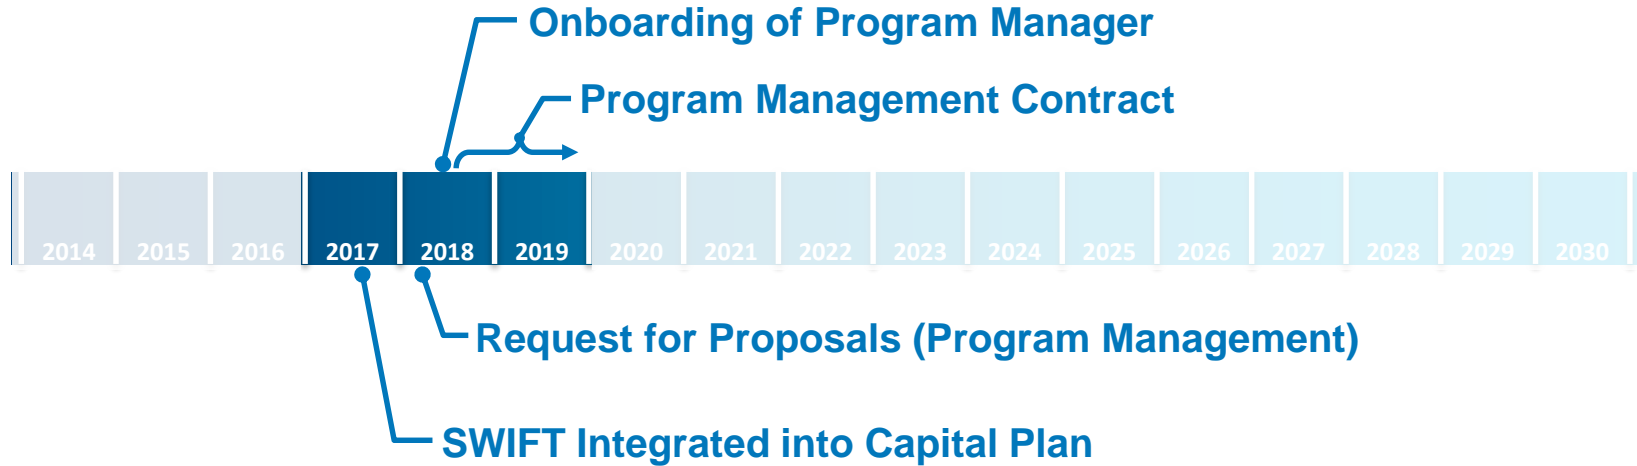 Onboarding of Program Manager
Program Management Contract
2014 2015 2016 2017 2018 2019 2020 2021 2022 2023 2024 2025 2026 2027 2028 2029 2030
Request for Proposals (Program Management)
SWIFT Integrated into Capital Plan